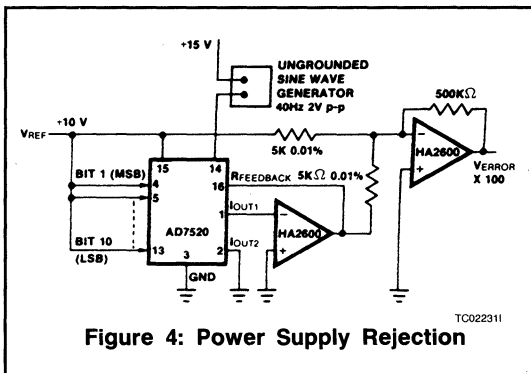 +15 V
UNGROUNDED
SINE WAVE
GENERATOR
40Hz 2V p-p
500KΩ
+10 V
VREF
5K 0.01%
HA2600
VERROR
X 100
15
14
BIT 1 (MSB)
4
5
RFEEDBACK
5KΩ 0.01%
16
IOUT1
1
HA2600
AD7520
BIT 10
(LSB)
13
IOUT2
2
3
GND
TC02231I
Figure 4: Power Supply Rejection